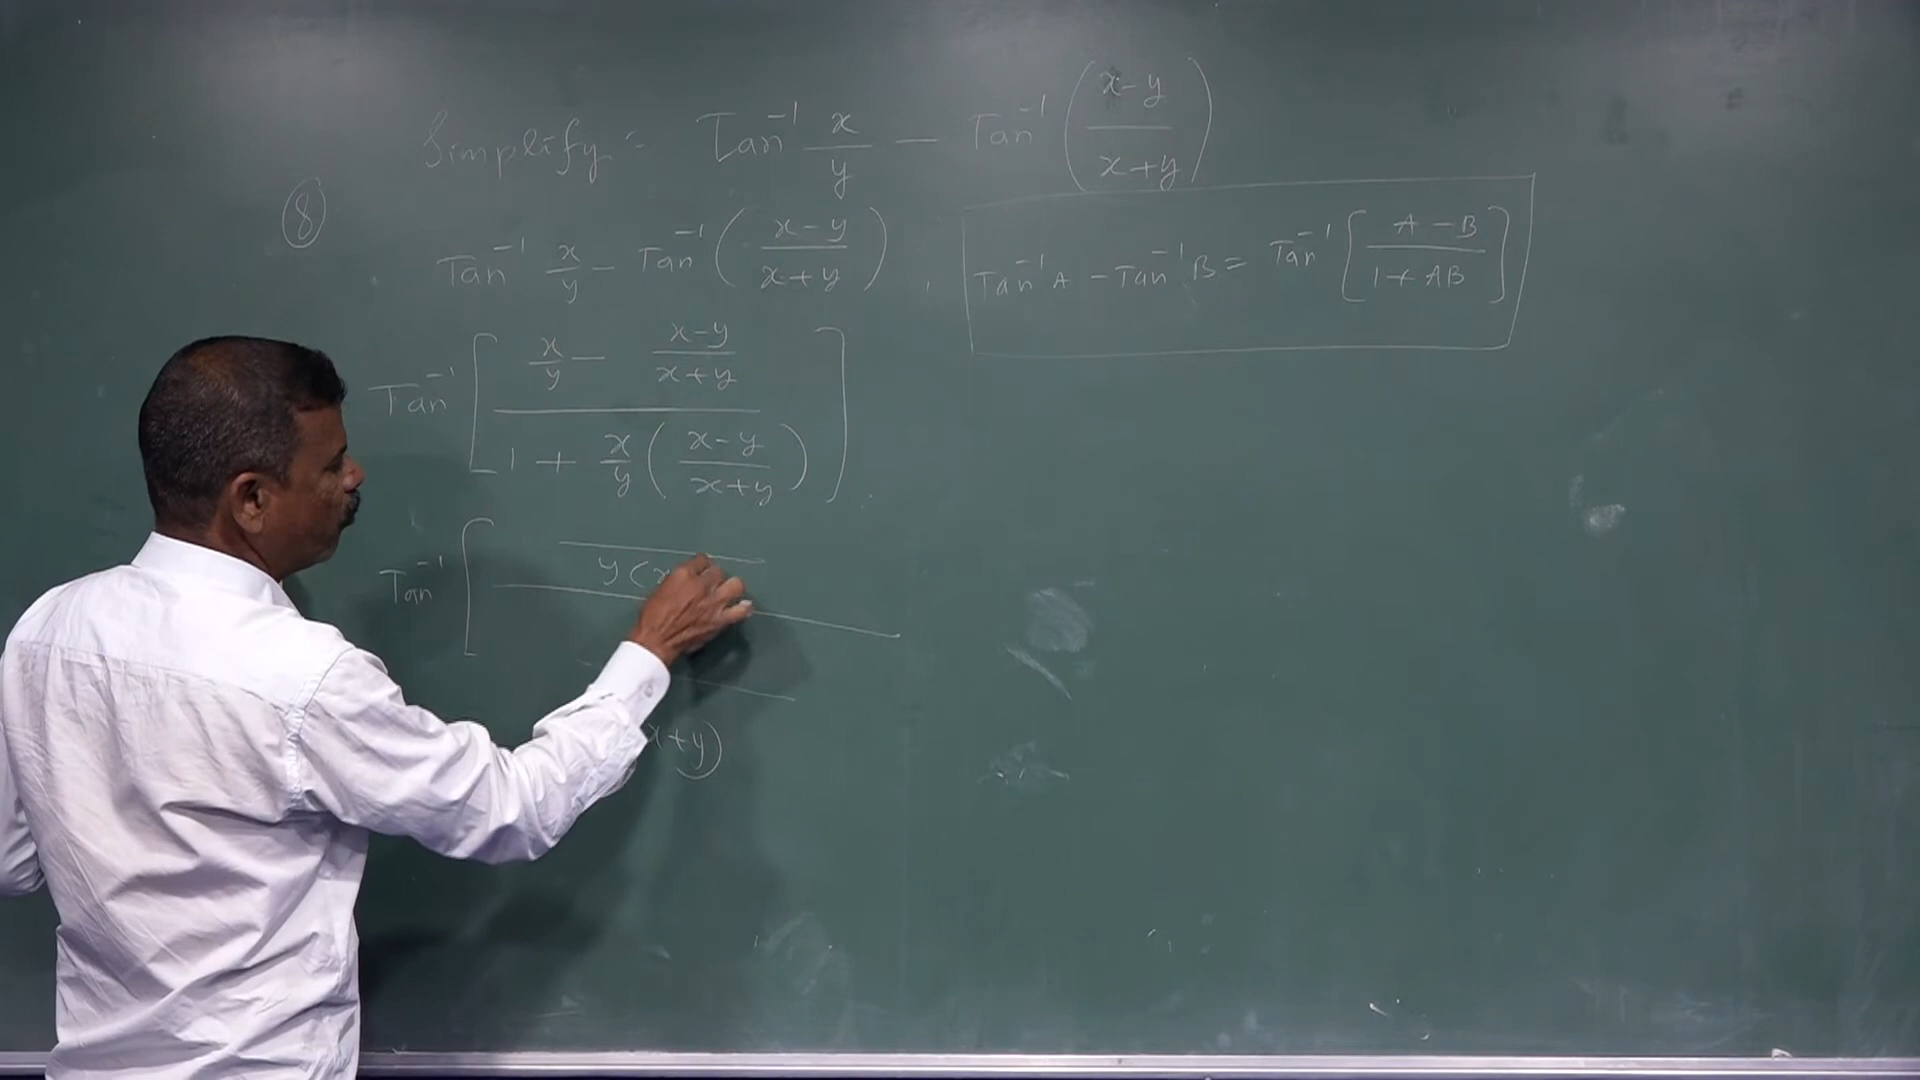 Simplify: Tan⁻¹ x/y − Tan⁻¹ ((x−y)/(x+y))
⑧
Tan⁻¹ x/y − Tan⁻¹ ((x−y)/(x+y)),
Tan⁻¹A − Tan⁻¹B = Tan⁻¹ [(A−B)/(1+AB)]
Tan⁻¹ [(x/y − (x−y)/(x+y))/(1 + x/y ((x−y)/(x+y)))]
Tan⁻¹ [
y(x
x+y)